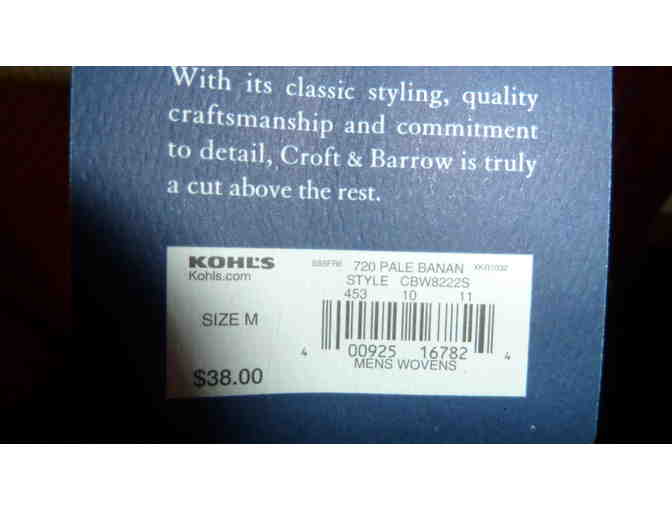 With its classic styling, quality
craftsmanship and commitment
to detail, Croft & Barrow is truly
a cut above the rest.
KOHL'S
Kohls.com
720 PALE BANAN
STYLE CBW8222S
453 10 11
SIZE M
4 00925 16782 4
MENS WOVENS
$38.00